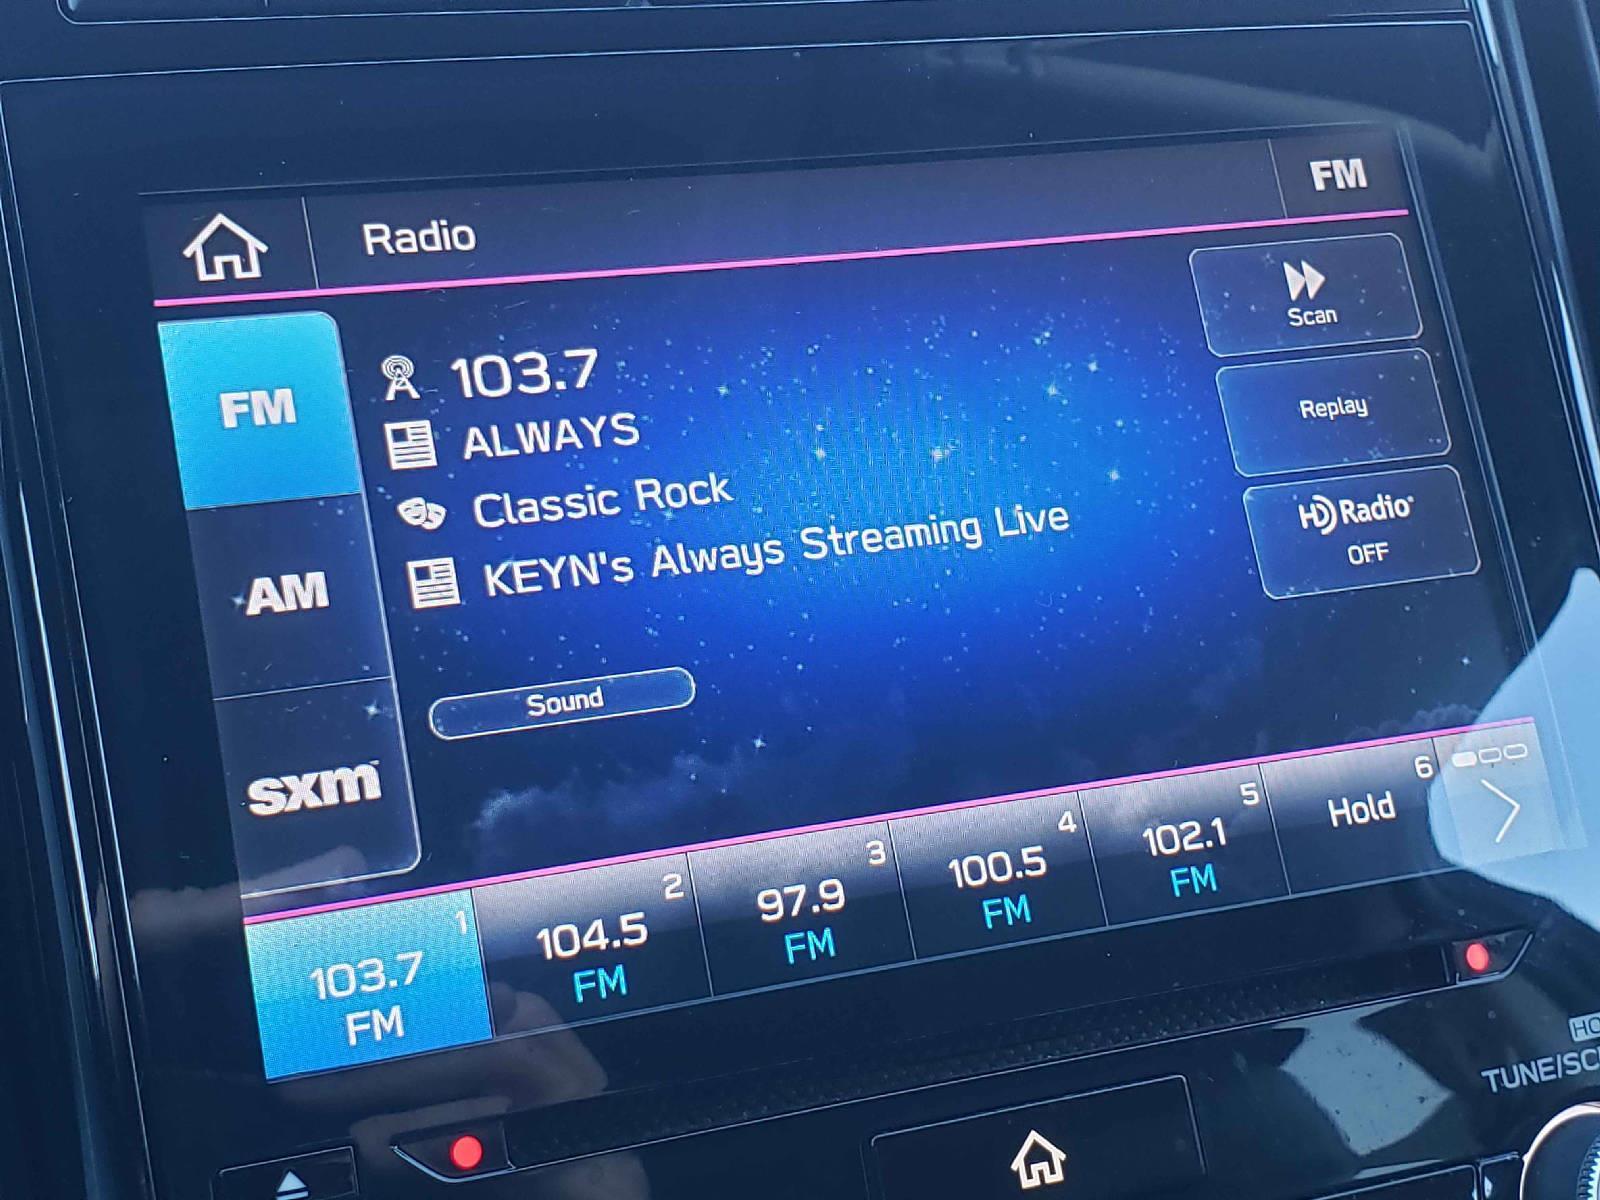 Radio
FM
FM
AM
sxm
103.7
ALWAYS
Classic Rock
KEYN's Always Streaming Live
Sound
Scan
Replay
HD Radio
OFF
1
103.7
FM
2
104.5
FM
3
97.9
FM
4
100.5
FM
5
102.1
FM
6
Hold